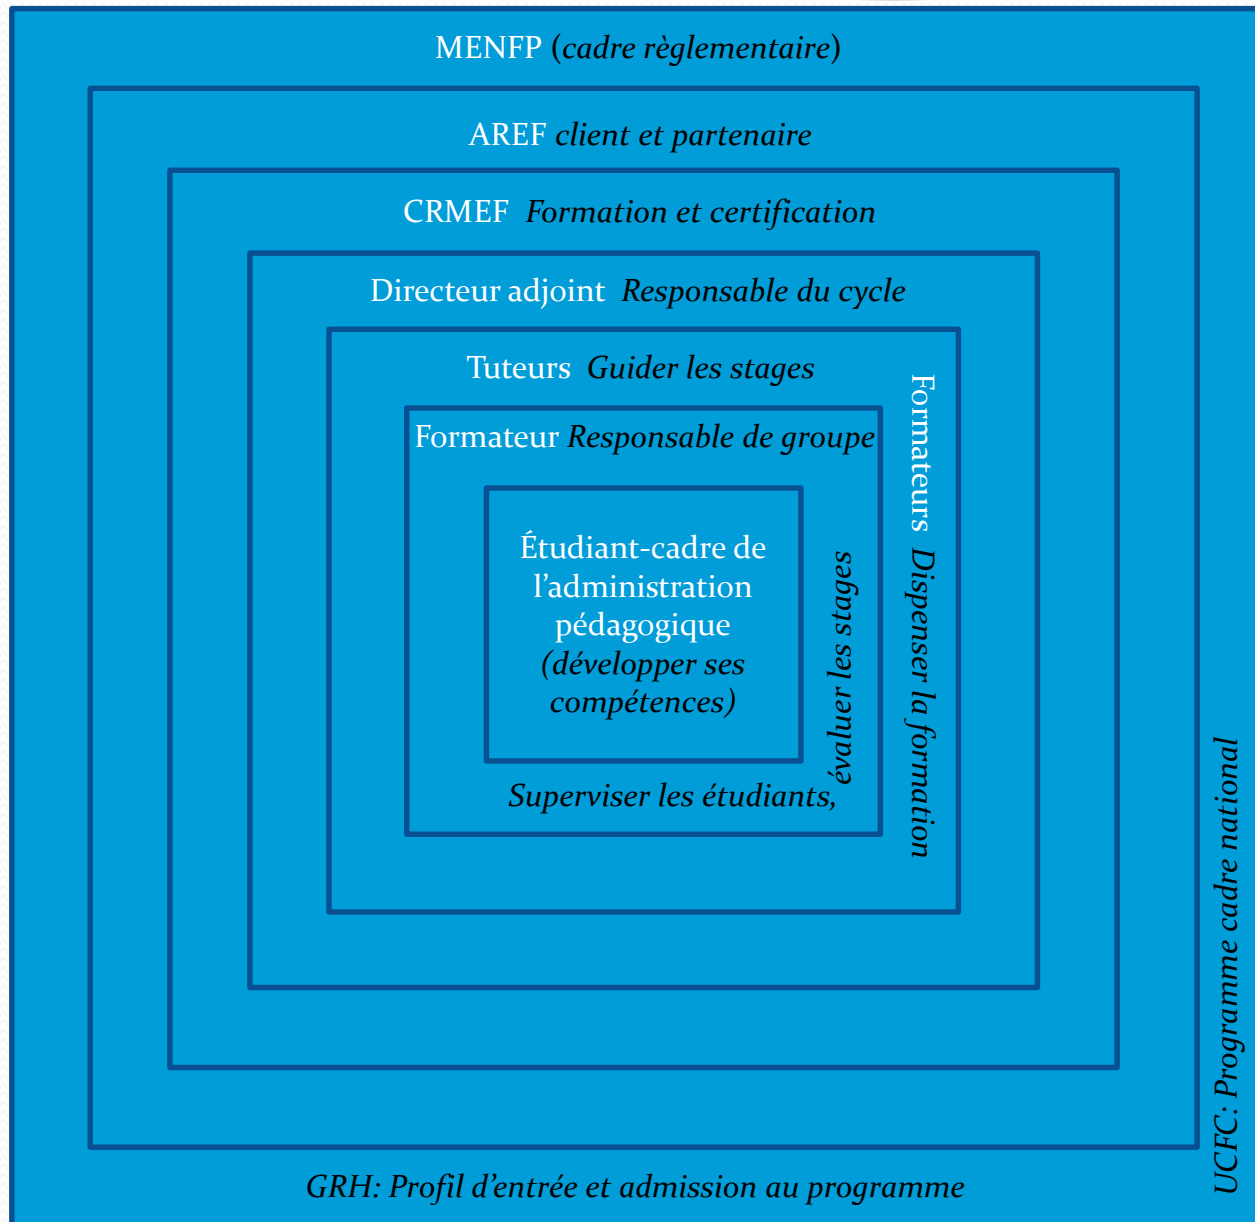 MENFP (cadre règlementaire)
AREF client et partenaire
CRMEF Formation et certification
Directeur adjoint Responsable du cycle
Tuteurs Guider les stages
Formateurs Dispenser la formation
Formateur Responsable de groupe
Étudiant-cadre de
l’administration
pédagogique
(développer ses
compétences)
Superviser les étudiants,
évaluer les stages
UCFC: Programme cadre national
GRH: Profil d’entrée et admission au programme